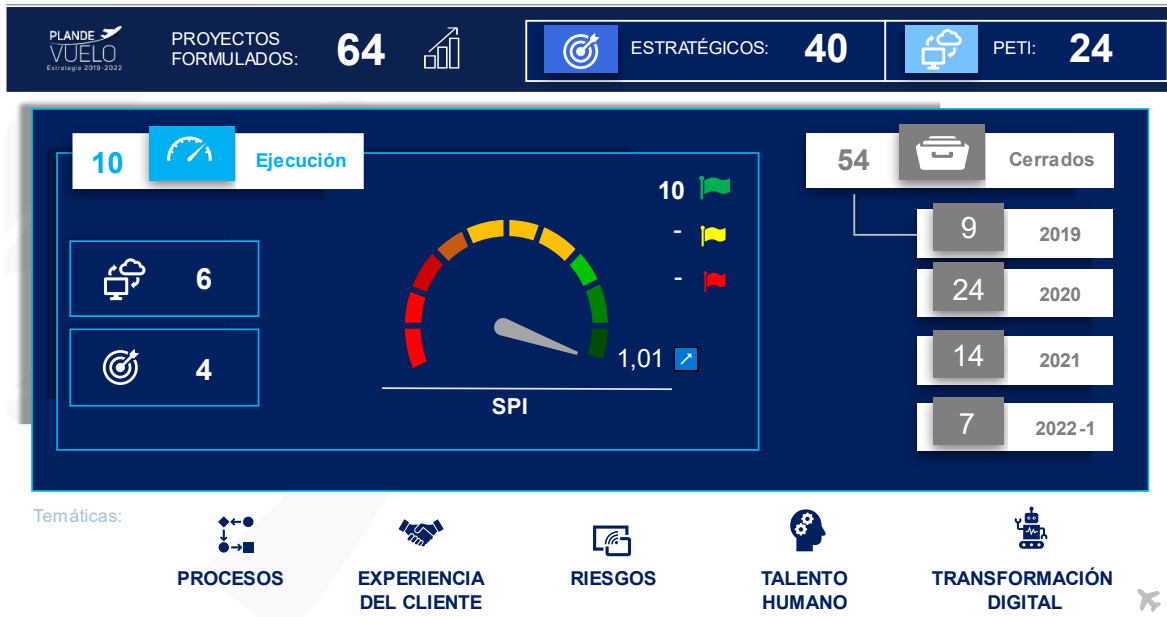 PLANDE
VUELO
Estrategia 2018-2022
PROYECTOS
FORMULADOS:
64
ESTRATÉGICOS:
40
PETI:
24
10
Ejecución
54
Cerrados
10
-
-
6
4
1,01
SPI
9
2019
24
2020
14
2021
7
2022-1
Temáticas:
PROCESOS
EXPERIENCIA
DEL CLIENTE
RIESGOS
TALENTO
HUMANO
TRANSFORMACIÓN
DIGITAL